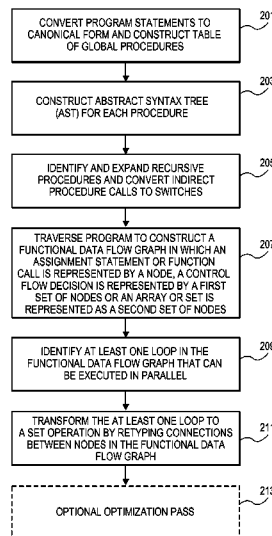 CONVERT PROGRAM STATEMENTS TO
CANONICAL FORM AND CONSTRUCT TABLE
OF GLOBAL PROCEDURES
201
CONSTRUCT ABSTRACT SYNTAX TREE
(AST) FOR EACH PROCEDURE
203
IDENTIFY AND EXPAND RECURSIVE
PROCEDURES AND CONVERT INDIRECT
PROCEDURE CALLS TO SWITCHES
205
TRAVERSE PROGRAM TO CONSTRUCT A
FUNCTIONAL DATA FLOW GRAPH IN WHICH AN
ASSIGNMENT STATEMENT OR FUNCTION
CALL IS REPRESENTED BY A NODE, A CONTROL
FLOW DECISION IS REPRESENTED BY A FIRST
SET OF NODES OR AN ARRAY OR SET IS
REPRESENTED AS A SECOND SET OF NODES
207
IDENTIFY AT LEAST ONE LOOP IN THE
FUNCTIONAL DATA FLOW GRAPH THAT CAN
BE EXECUTED IN PARALLEL
209
TRANSFORM THE AT LEAST ONE LOOP TO
A SET OPERATION BY RETYPING CONNECTIONS
BETWEEN NODES IN THE FUNCTIONAL DATA
FLOW GRAPH
211
OPTIONAL OPTIMIZATION PASS
213